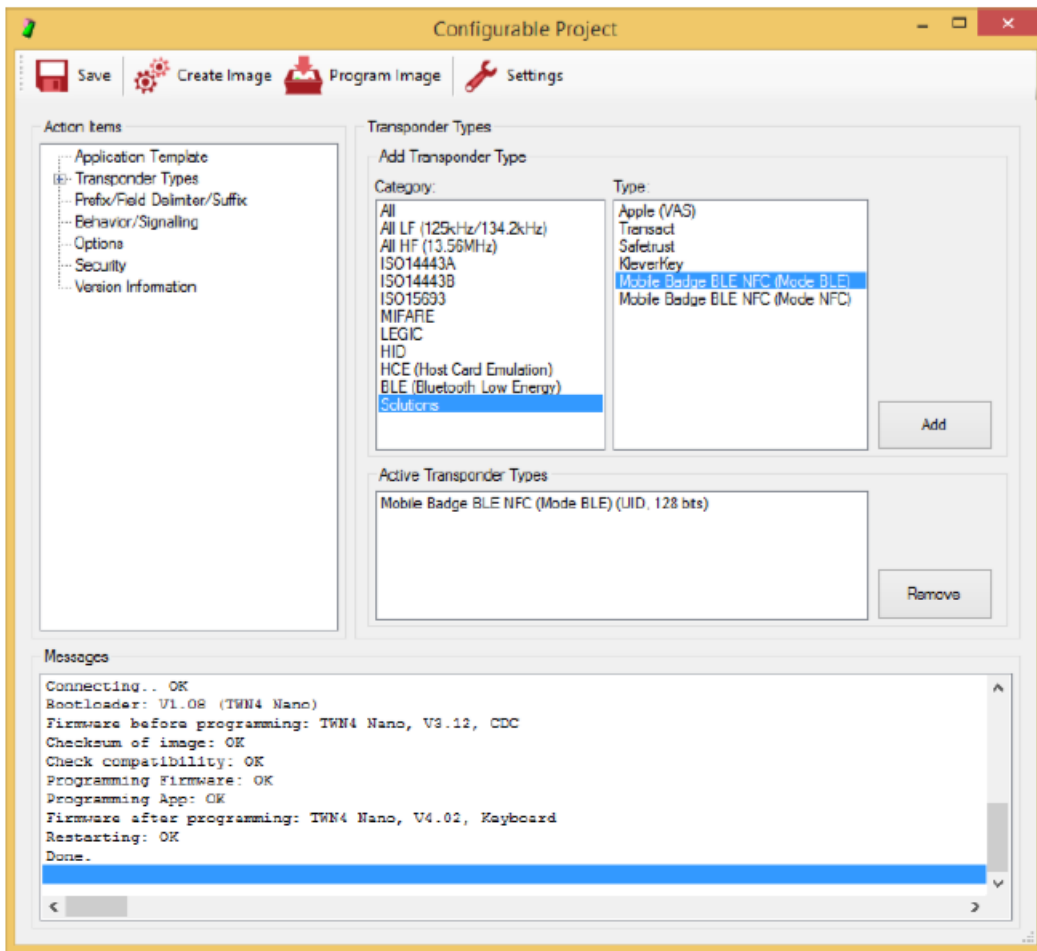 Configurable Project
Save
Create Image
Program Image
Settings
Action Items
Application Template
Transponder Types
Prefix/Field Delimiter/Suffix
Behavior/Signalling
Options
Security
Version Information
Transponder Types
Add Transponder Type
Category:
All
All LF (125kHz/134.2kHz)
All HF (13.56MHz)
ISO14443A
ISO14443B
ISO15693
MIFARE
LEGIC
HID
HCE (Host Card Emulation)
BLE (Bluetooth Low Energy)
Solutions
Type:
Apple (VAS)
Transact
Safetrust
KleverKey
Mobile Badge BLE NFC (Mode BLE)
Mobile Badge BLE NFC (Mode NFC)
Add
Active Transponder Types
Mobile Badge BLE NFC (Mode BLE) (UID, 128 bits)
Remove
Messages
Connecting.. OK
Bootloader: V1.08 (TWN4 Nano)
Firmware before programming: TWN4 Nano, V3.12, CDC
Checksum of image: OK
Check compatibility: OK
Programming Firmware: OK
Programming App: OK
Firmware after programming: TWN4 Nano, V4.02, Keyboard
Restarting: OK
Done.